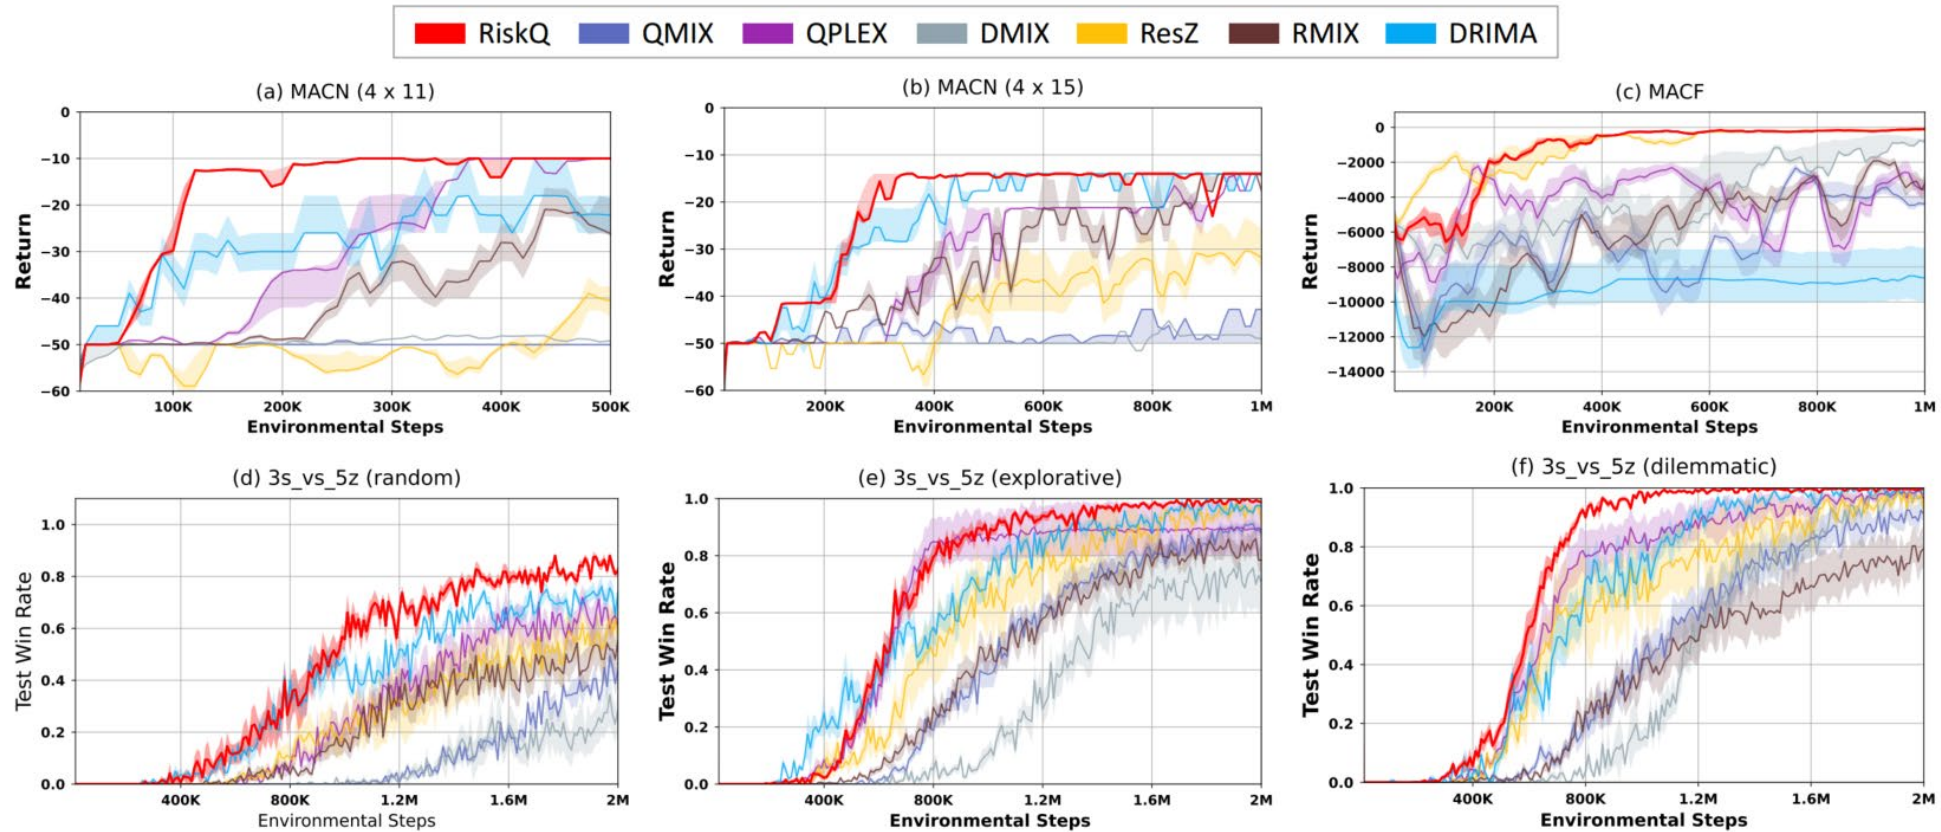 RiskQ QMIX QPLEX DMIX ResZ RMIX DRIMA
(a) MACN (4 x 11)
0
−10
−20
−30
−40
−50
−60
Return
100K 200K 300K 400K 500K
Environmental Steps
(b) MACN (4 x 15)
0
−10
−20
−30
−40
−50
−60
Return
200K 400K 600K 800K 1M
Environmental Steps
(c) MACF
0
−2000
−4000
−6000
−8000
−10000
−12000
−14000
Return
200K 400K 600K 800K 1M
Environmental Steps
(d) 3s_vs_5z (random)
1.0
0.8
0.6
0.4
0.2
0.0
Test Win Rate
400K 800K 1.2M 1.6M 2M
Environmental Steps
(e) 3s_vs_5z (explorative)
1.0
0.8
0.6
0.4
0.2
0.0
Test Win Rate
400K 800K 1.2M 1.6M 2M
Environmental Steps
(f) 3s_vs_5z (dilemmatic)
1.0
0.8
0.6
0.4
0.2
0.0
Test Win Rate
400K 800K 1.2M 1.6M 2M
Environmental Steps